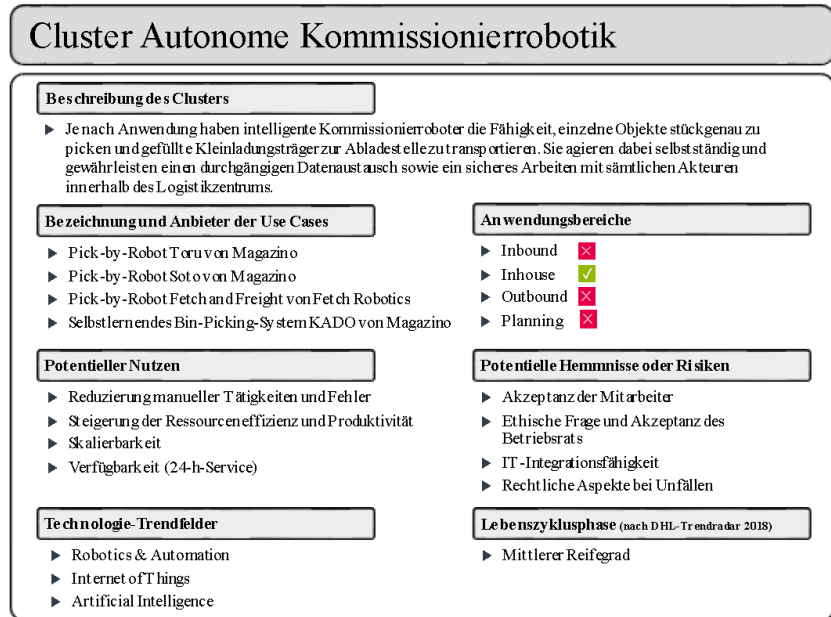 Cluster Autonome Kommissionierrobotik
Beschreibung des Clusters
Je nach Anwendung haben intelligente Kommissionierroboter die Fähigkeit, einzelne Objekte stückgenau zu
picken und gefüllte Kleinladungsträger zur Abladestelle zu transportieren. Sie agieren dabei selbstständig und
gewährleisten einen durchgängigen Datenaustausch sowie ein sicheres Arbeiten mit sämtlichen Akteuren
innerhalb des Logistikzentrums.
Bezeichnung und Anbieter der Use Cases
Pick-by-Robot Toru von Magazino
Pick-by-Robot Soto von Magazino
Pick-by-Robot Fetch and Freight von Fetch Robotics
Selbstlernendes Bin-Picking-System KADO von Magazino
Anwendungsbereiche
Inbound
Inhouse
Outbound
Planning
Potentieller Nutzen
Reduzierung manueller Tätigkeiten und Fehler
Steigerung der Ressourceneffizienz und Produktivität
Skalierbarkeit
Verfügbarkeit (24-h-Service)
Potentielle Hemmnisse oder Risiken
Akzeptanz der Mitarbeiter
Ethische Frage und Akzeptanz des
Betriebsrats
IT-Integrationsfähigkeit
Rechtliche Aspekte bei Unfällen
Technologie-Trendfelder
Robotics & Automation
Internet of Things
Artificial Intelligence
Lebenszyklusphase (nach DHL-Trendradar 2018)
Mittlerer Reifegrad